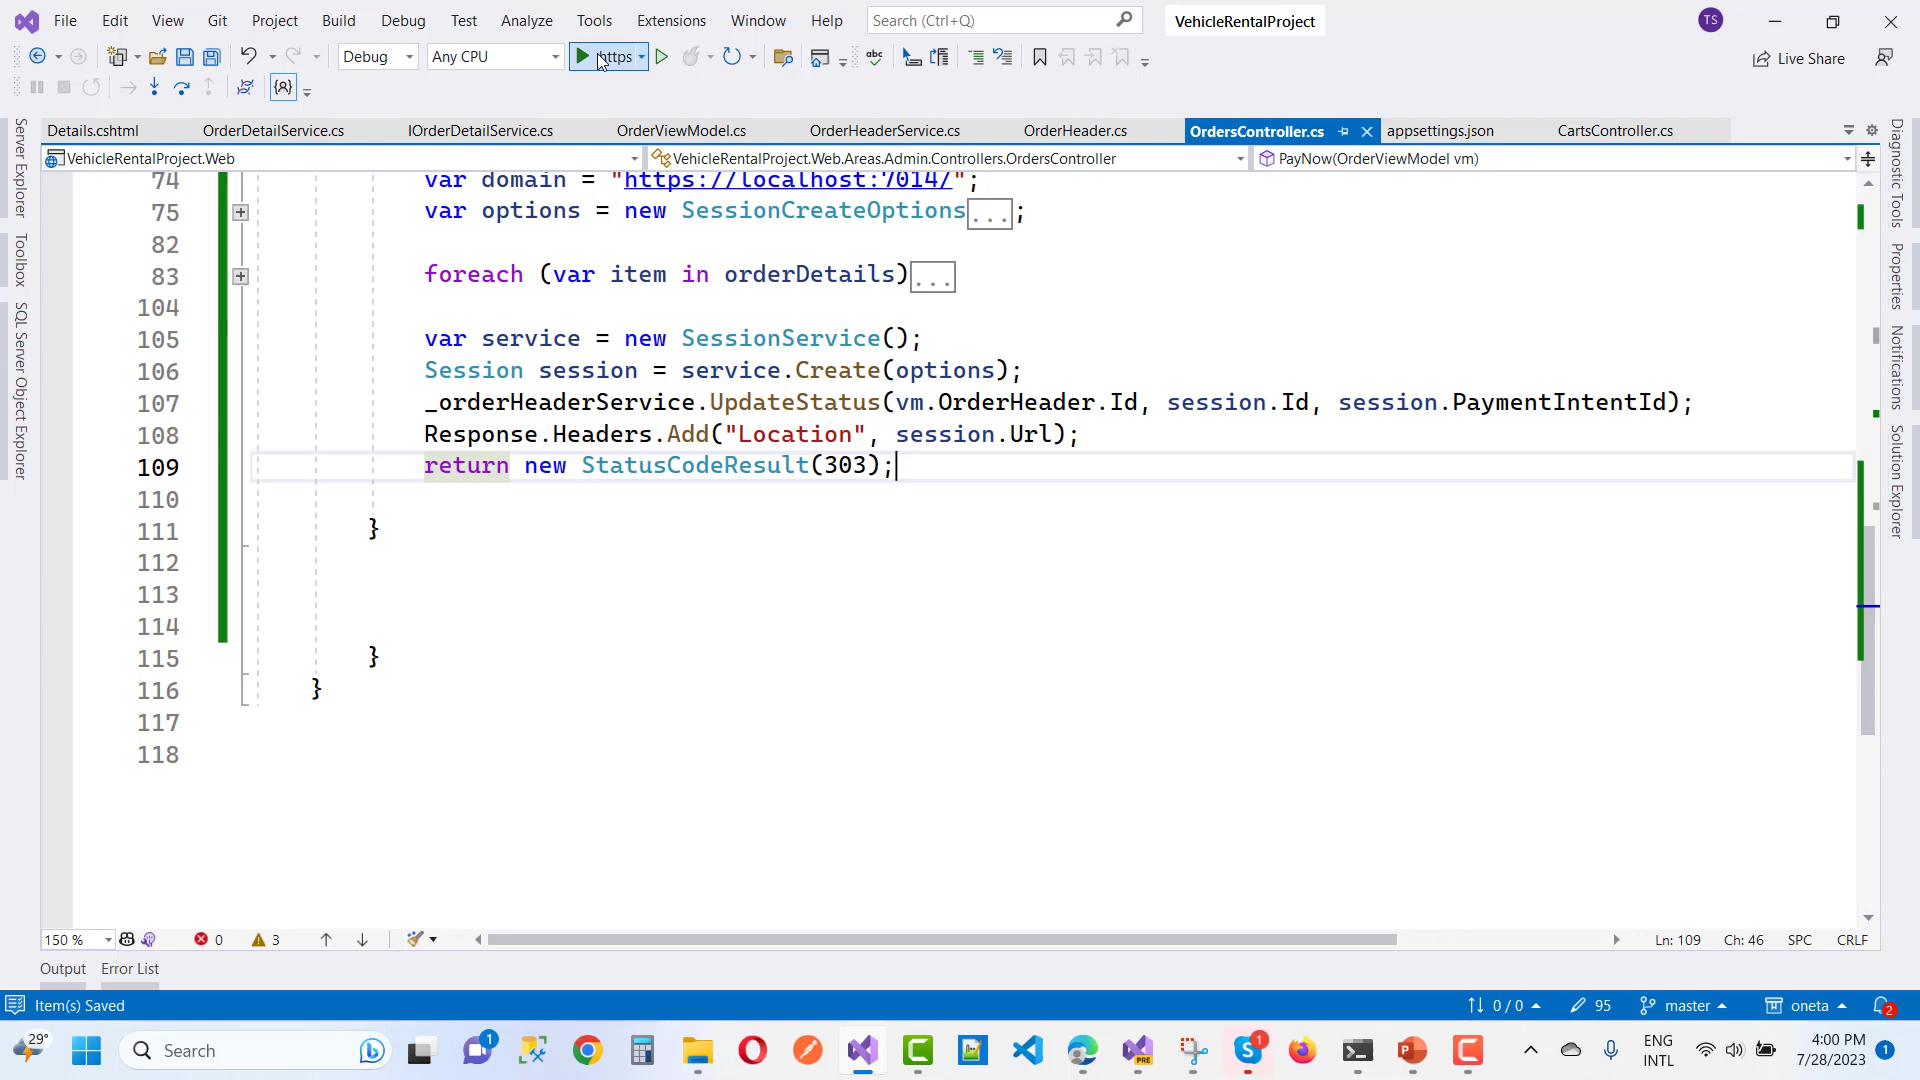 File Edit View Git Project Build Debug Test Analyze Tools Extensions Window Help Search (Ctrl+Q) VehicleRentalProject TS
Debug Any CPU https abc Live Share
Details.cshtml OrderDetailService.cs IOrderDetailService.cs OrderViewModel.cs OrderHeaderService.cs OrderHeader.cs OrdersController.cs appsettings.json CartsController.cs
VehicleRentalProject.Web VehicleRentalProject.Web.Areas.Admin.Controllers.OrdersController PayNow(OrderViewModel vm)
Server Explorer
Toolbox
SQL Server Object Explorer
74 var domain = "https://localhost:7014/";
75 var options = new SessionCreateOptions...;
82
83 foreach (var item in orderDetails)...
104
105 var service = new SessionService();
106 Session session = service.Create(options);
107 _orderHeaderService.UpdateStatus(vm.OrderHeader.Id, session.Id, session.PaymentIntentId);
108 Response.Headers.Add("Location", session.Url);
109 return new StatusCodeResult(303);
110
111 }
112
113
114
115 }
116 }
117
118
Diagnostic Tools
Properties
Notifications
Solution Explorer
150 % 0 3 Ln: 109 Ch: 46 SPC CRLF
Output Error List
Item(s) Saved 0 / 0 95 master oneta 2
29° Search 1 PRE 1 ENG INTL 4:00 PM 7/28/2023 1